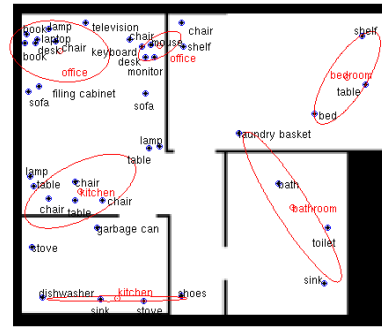 book lamp television chair chair shelf
laptop chair keyboard mouse shelf
book desk desk office bedroom
office monitor table
sofa filing cabinet sofa bed
lamp laundry basket
table
lamp
table chair bath
kitchen bathroom
chair table chair
garbage can toilet
stove
sink
dishwasher kitchen shoes
sink stove